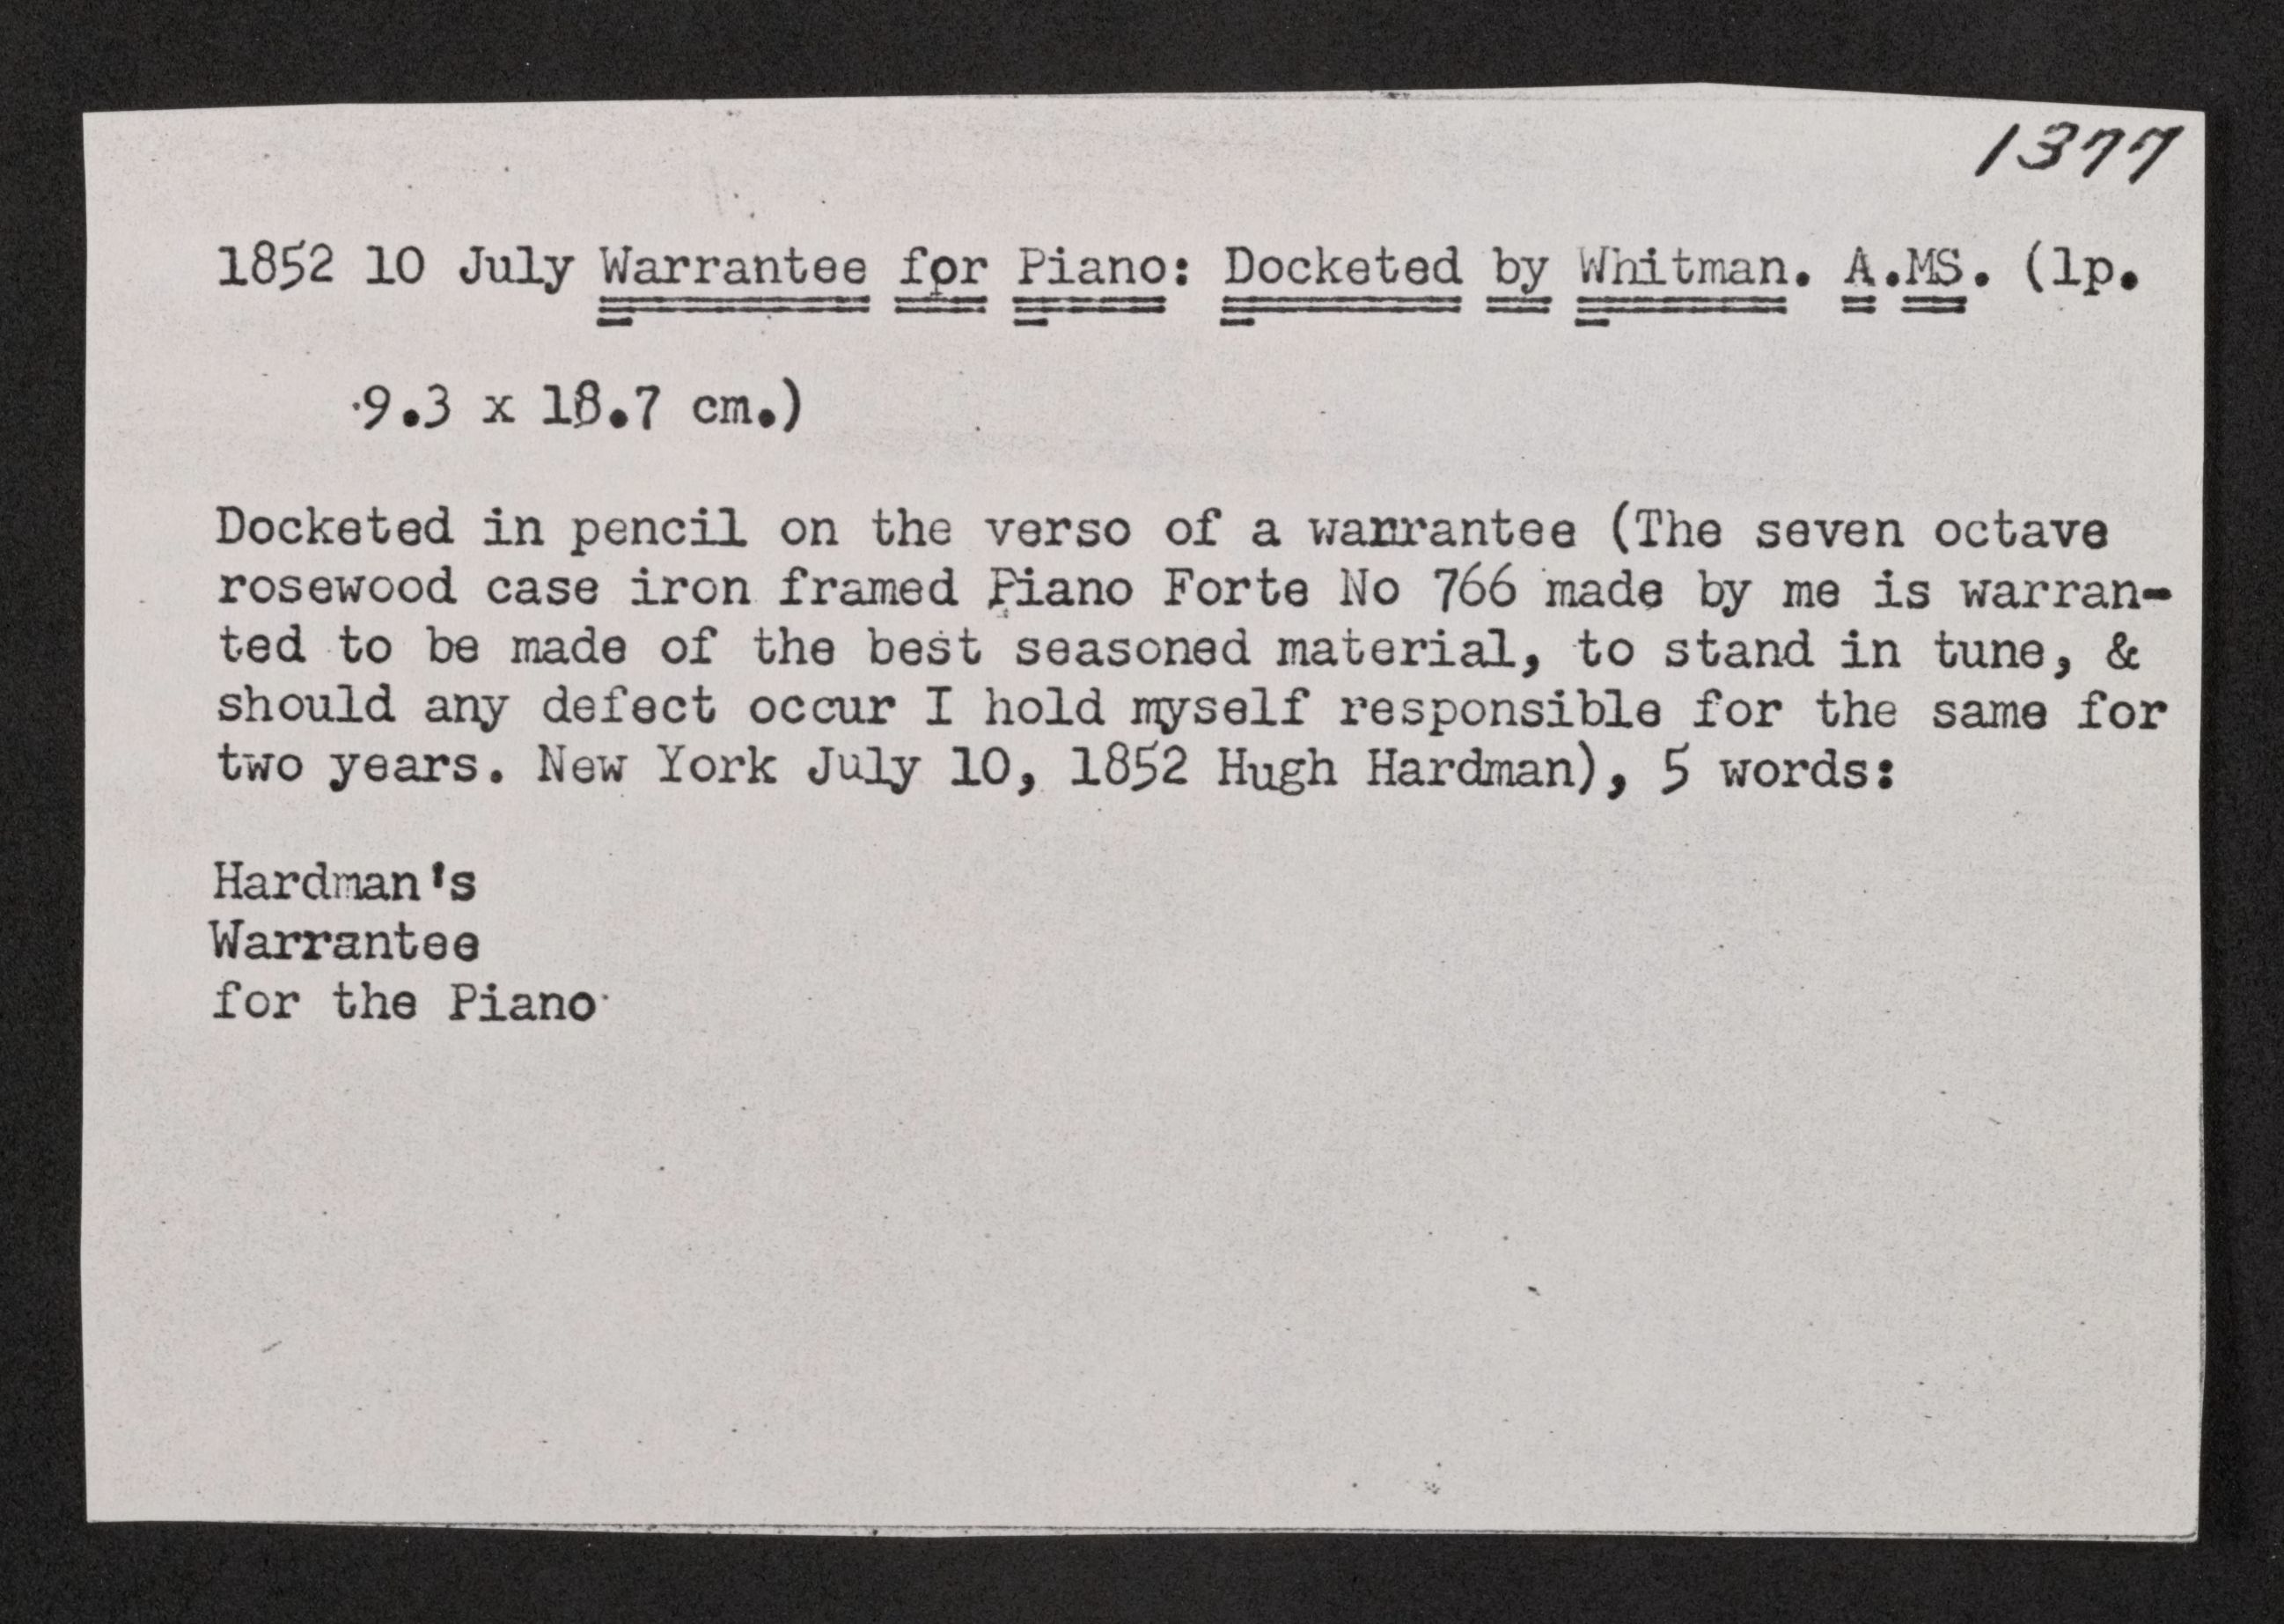 1377
1852 10 July Warrantee for Piano: Docketed by Whitman. A.MS. (1p.
9.3 x 18.7 cm.)
Docketed in pencil on the verso of a warrantee (The seven octave
rosewood case iron framed Piano Forte No 766 made by me is warran-
ted to be made of the best seasoned material, to stand in tune, &
should any defect occur I hold myself responsible for the same for
two years. New York July 10, 1852 Hugh Hardman), 5 words:
Hardman's
Warrantee
for the Piano